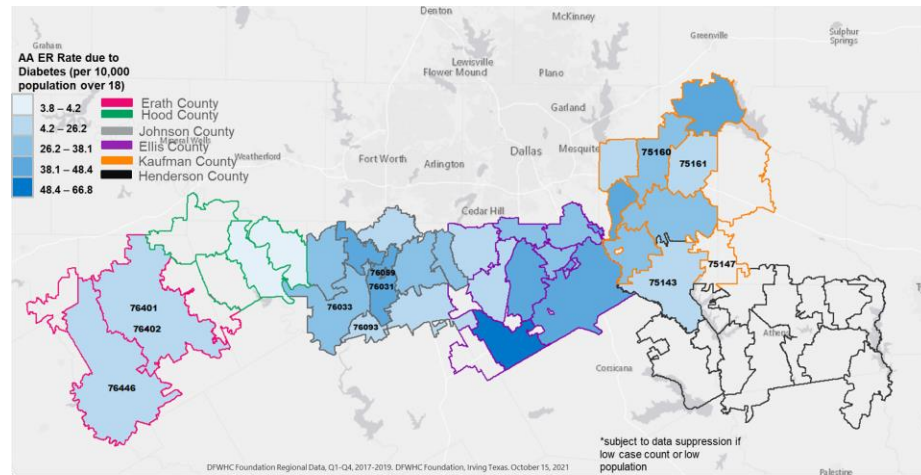 Denton
McKinney
Graham
Greenville
Sulphur
Springs
Lewisville
Flower Mound
Plano
Garland
AA ER Rate due to
Diabetes (per 10,000
population over 18)
3.8 – 4.2
4.2 – 26.2
26.2 – 38.1
38.1 – 48.4
48.4 – 66.8
Erath County
Hood County
Johnson County
Ellis County
Kaufman County
Henderson County
Mineral Wells
Weatherford
Fort Worth
Arlington
Dallas
Mesquite
75160
75161
Cedar Hill
75147
75143
76059
76031
76033
76093
76401
76402
76446
Athens
Corsicana
Palestine
*subject to data suppression if
low case count or low
population
DFWHC Foundation Regional Data, Q1-Q4, 2017-2019. DFWHC Foundation, Irving Texas. October 15, 2021